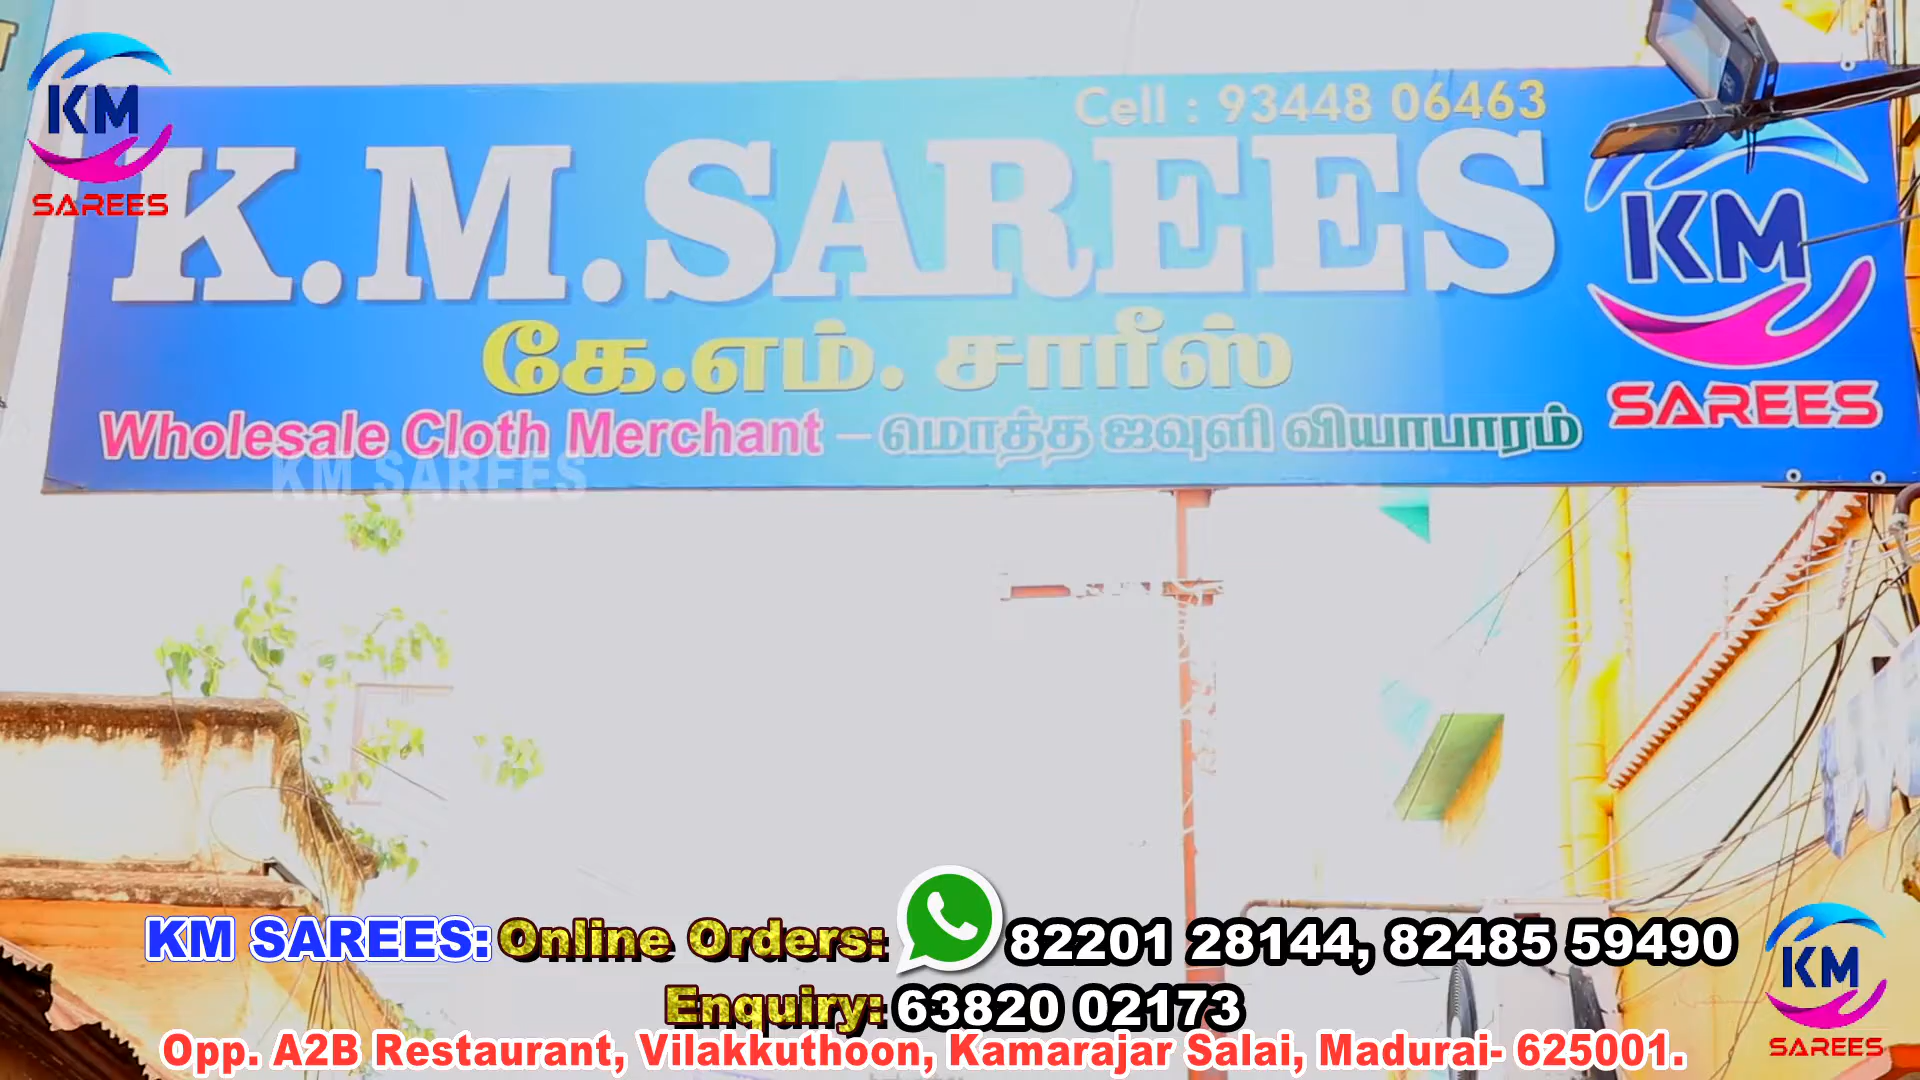 KM
SAREES
Cell : 93448 06463
K.M.SAREES
கே.எம். சாரீஸ்
Wholesale Cloth Merchant – மொத்த ஜவுளி வியாபாரம்
KM
SAREES
KM SAREES
KM SAREES: Online Orders: 82201 28144, 82485 59490
Enquiry: 63820 02173
Opp. A2B Restaurant, Vilakkuthoon, Kamarajar Salai, Madurai- 625001.
KM
SAREES